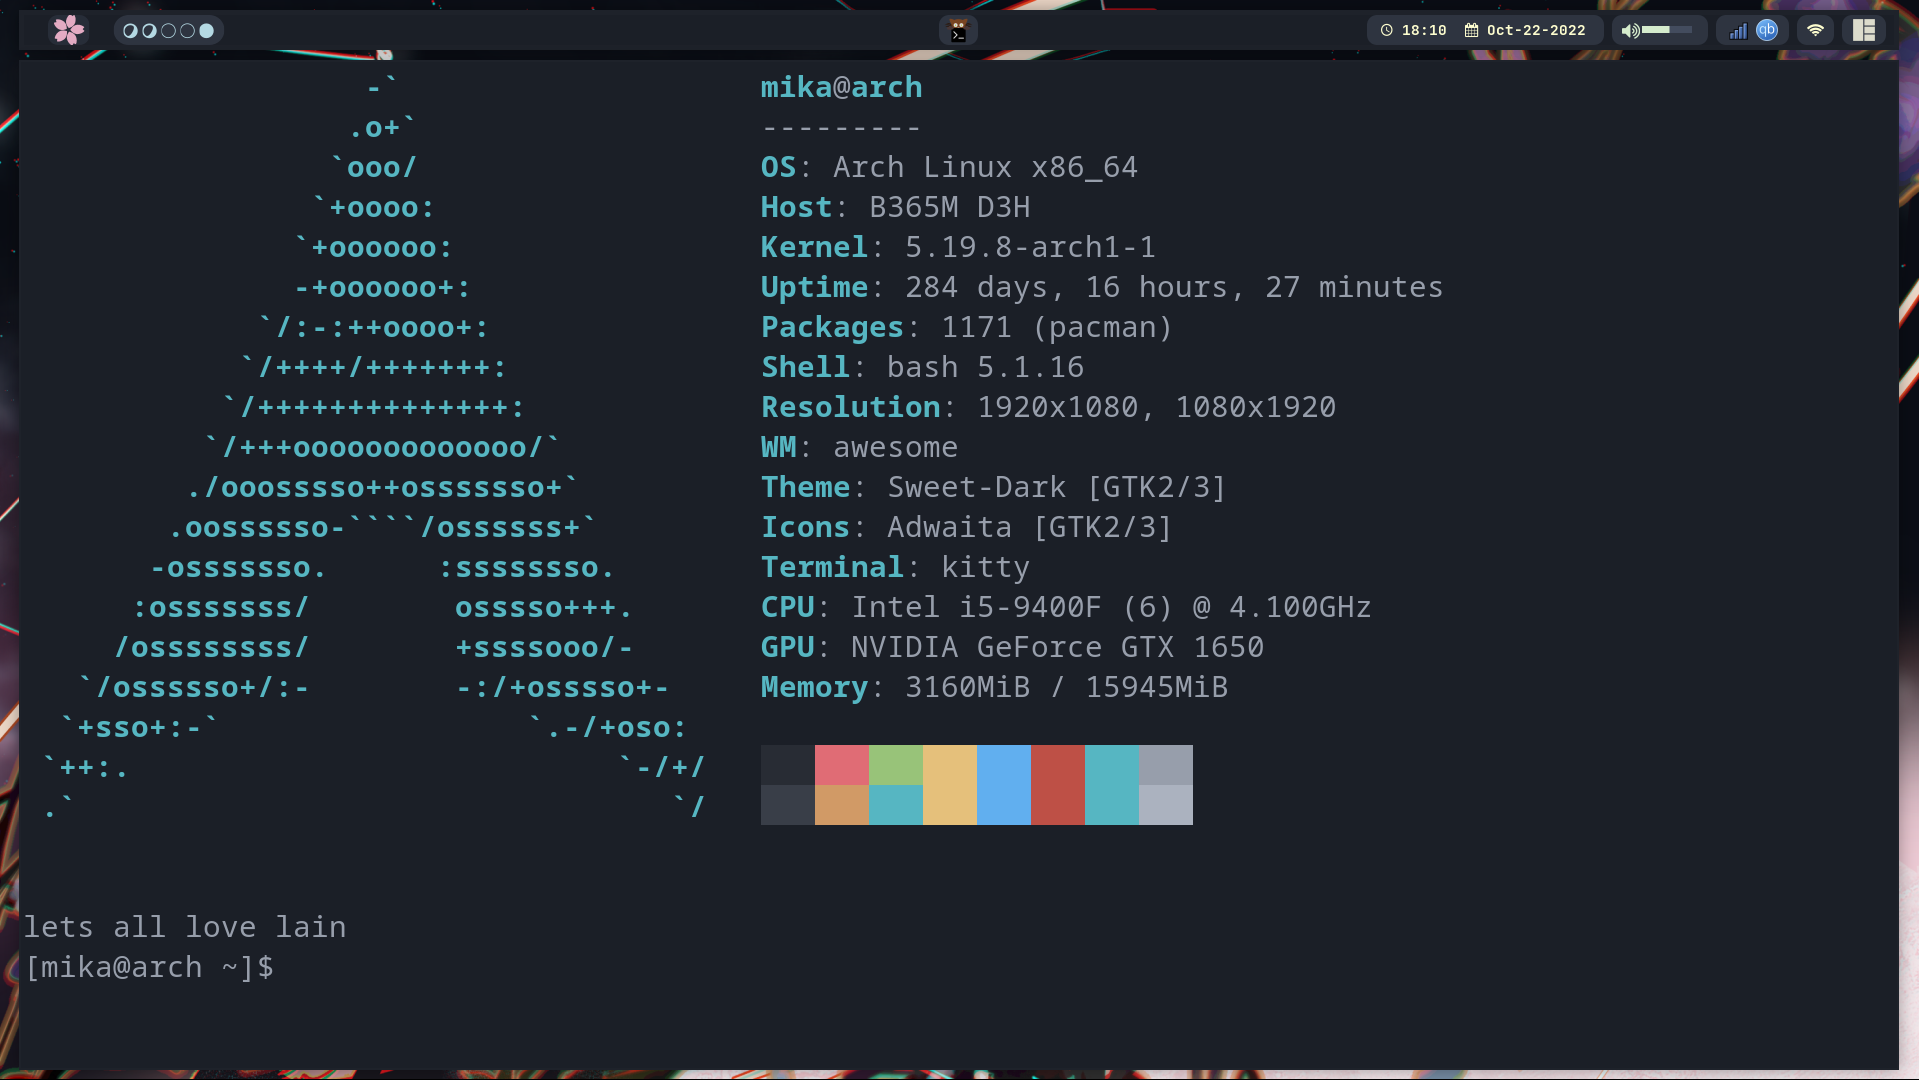 18:10 Oct-22-2022
qb
-`
.o+`
`ooo/
`+oooo:
`+oooooo:
-+oooooo+:
`/:-:++oooo+:
`/++++/+++++++:
`/++++++++++++++:
`/+++ooooooooooooo/`
./ooosssso++osssssso+`
.oossssso-````/ossssss+`
-osssssso.      :ssssssso.
:osssssss/        osssso+++.
/ossssssss/        +ssssooo/-
`/ossssso+/:-        -:/+osssso+-
`+sso+:-`                 `.-/+oso:
`++:.                           `-/+/
.`                                 `/
mika@arch
---------
OS: Arch Linux x86_64
Host: B365M D3H
Kernel: 5.19.8-arch1-1
Uptime: 284 days, 16 hours, 27 minutes
Packages: 1171 (pacman)
Shell: bash 5.1.16
Resolution: 1920x1080, 1080x1920
WM: awesome
Theme: Sweet-Dark [GTK2/3]
Icons: Adwaita [GTK2/3]
Terminal: kitty
CPU: Intel i5-9400F (6) @ 4.100GHz
GPU: NVIDIA GeForce GTX 1650
Memory: 3160MiB / 15945MiB
lets all love lain
[mika@arch ~]$